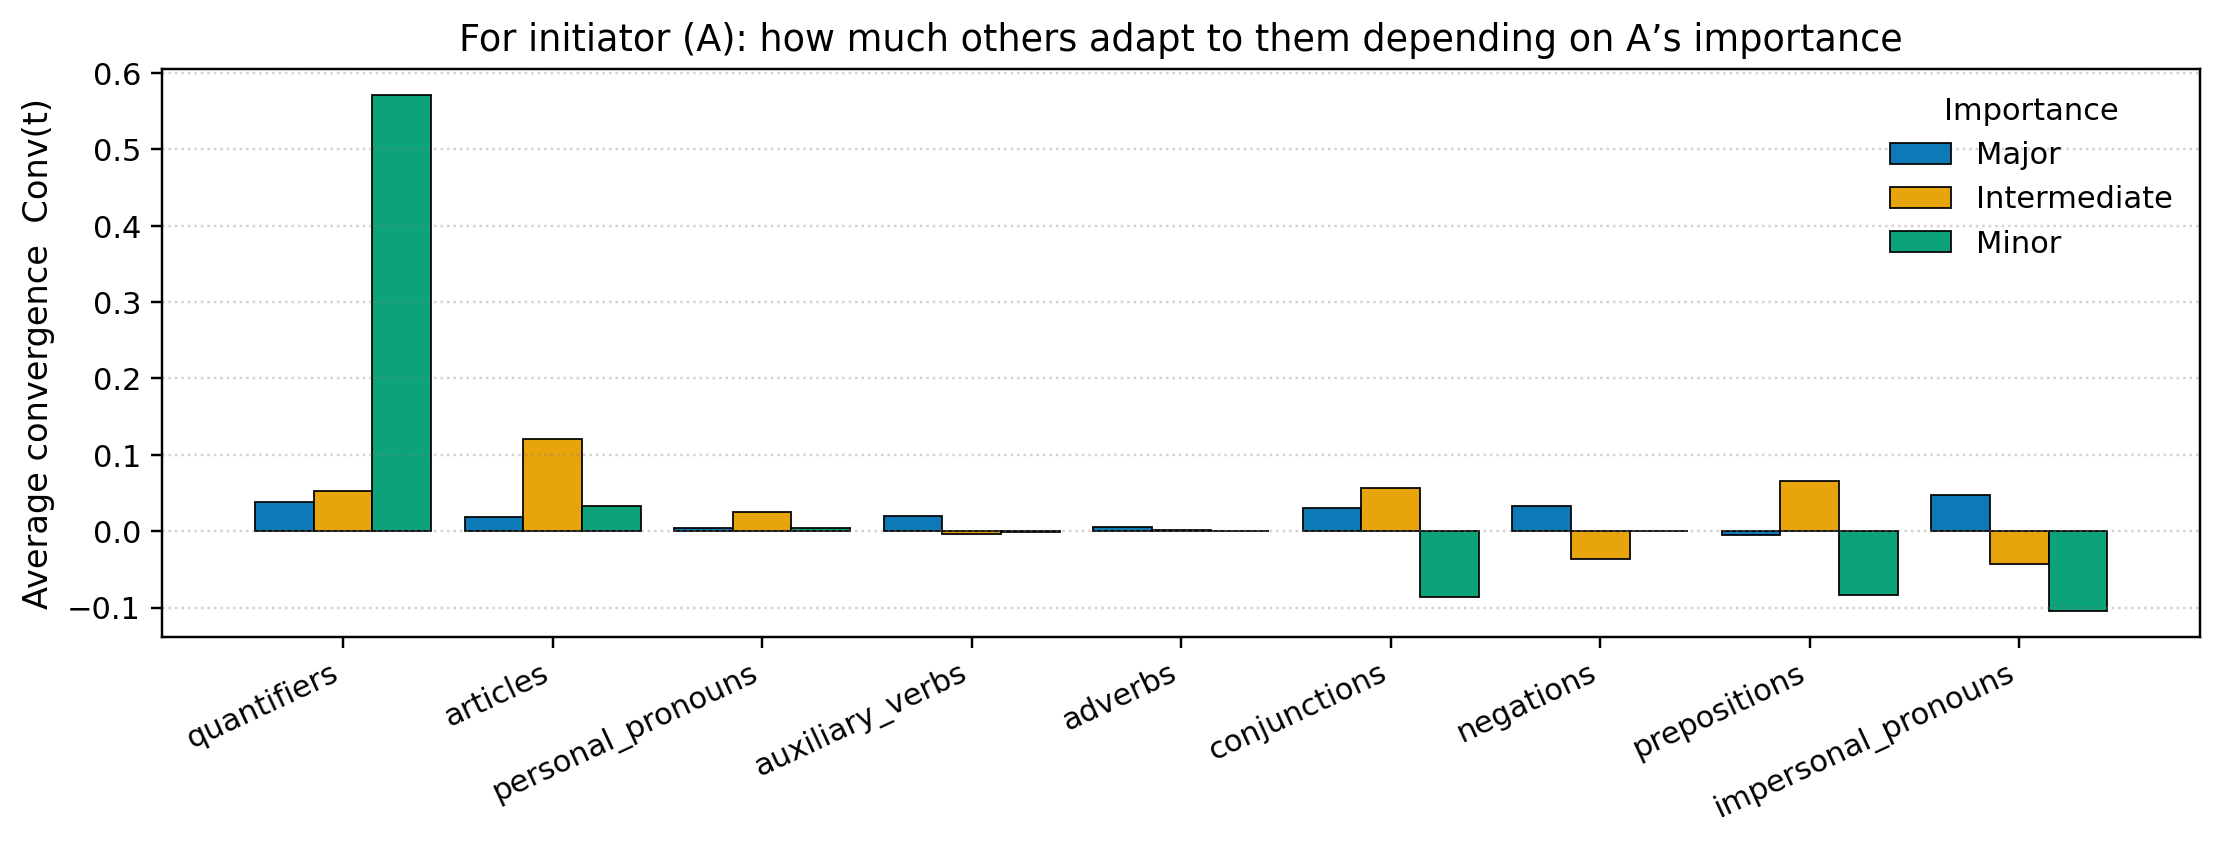 For initiator (A): how much others adapt to them depending on A’s importance
Average convergence  Conv(t)
0.6
0.5
0.4
0.3
0.2
0.1
0.0
−0.1
Importance
Major
Intermediate
Minor
quantifiers
articles
personal_pronouns
auxiliary_verbs
adverbs
conjunctions
negations
prepositions
impersonal_pronouns